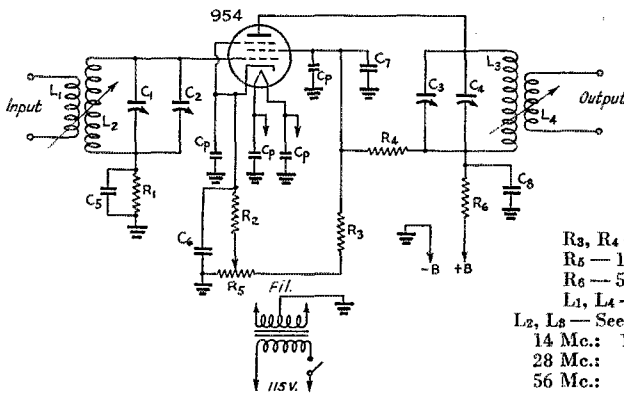 954
L₁
L₂
C₁
C₂
Input
C₅
R₁
Cₚ
Cₚ
Cₚ
Cₚ
C₇
C₆
R₂
R₅
R₃
R₄
C₃
C₄
L₃
L₄
Output
R₆
C₈
-B
+B
Fil.
115V.
R₃, R₄
R₅ — 1
R₆ — 5
L₁, L₄ -
L₂, L₃ — See
14 Mc.: 1
28 Mc.:
56 Mc.: